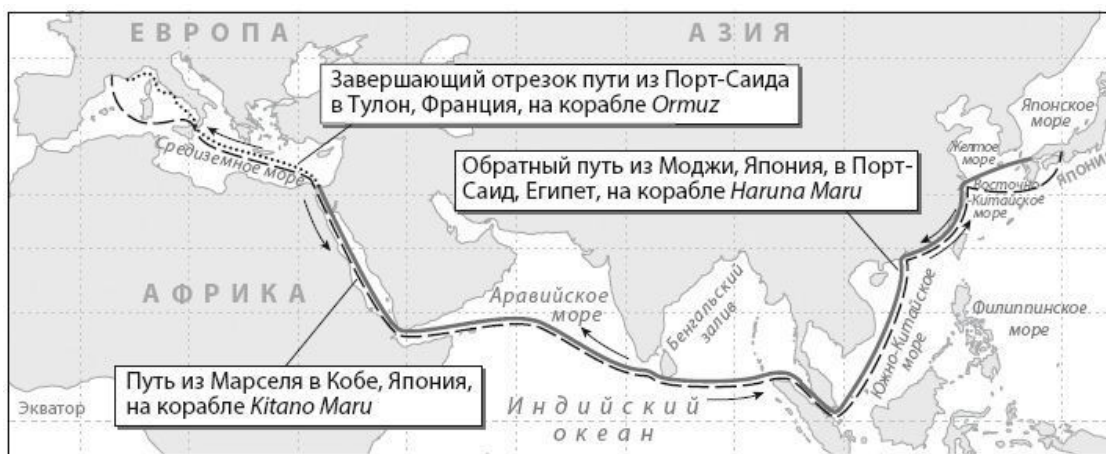 ЕВРОПА
АЗИЯ
Завершающий отрезок пути из Порт-Саида
в Тулон, Франция, на корабле Ormuz
Японское
море
Желтое
море
Средиземное море
Обратный путь из Моджи, Япония, в Порт-
Саид, Египет, на корабле Haruna Maru
ЯПОНИЯ
Восточно
-Китайское
море
АФРИКА
Аравийское
море
Бенгальский
залив
Южно-Китайское
море
Филиппинское
море
Путь из Марселя в Кобе, Япония,
на корабле Kitano Maru
Экватор
Индийский
океан